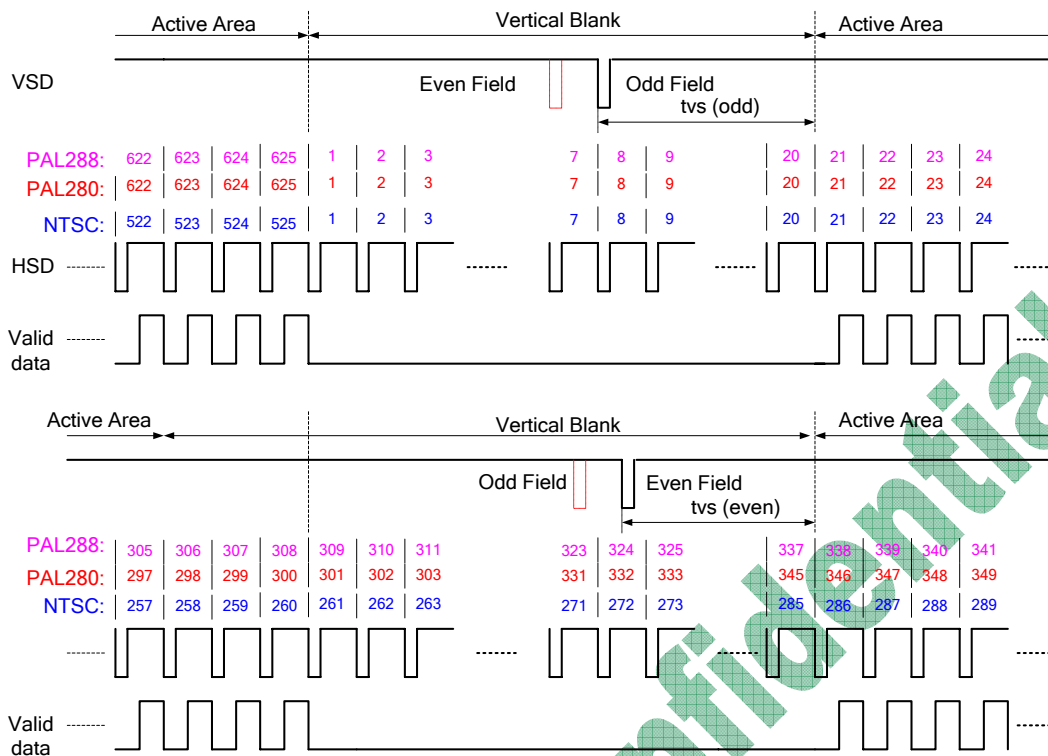 Active Area Vertical Blank Active Area
VSD
Even Field Odd Field
tvs (odd)
PAL288: 622 623 624 625 1 2 3 7 8 9 20 21 22 23 24
PAL280: 622 623 624 625 1 2 3 7 8 9 20 21 22 23 24
NTSC: 522 523 524 525 1 2 3 7 8 9 20 21 22 23 24
HSD
Valid
data
Active Area Vertical Blank Active Area
Odd Field Even Field
tvs (even)
PAL288: 305 306 307 308 309 310 311 323 324 325 337 338 339 340 341
PAL280: 297 298 299 300 301 302 303 331 332 333 345 346 347 348 349
NTSC: 257 258 259 260 261 262 263 271 272 273 285 286 287 288 289
Valid
data
nfidential